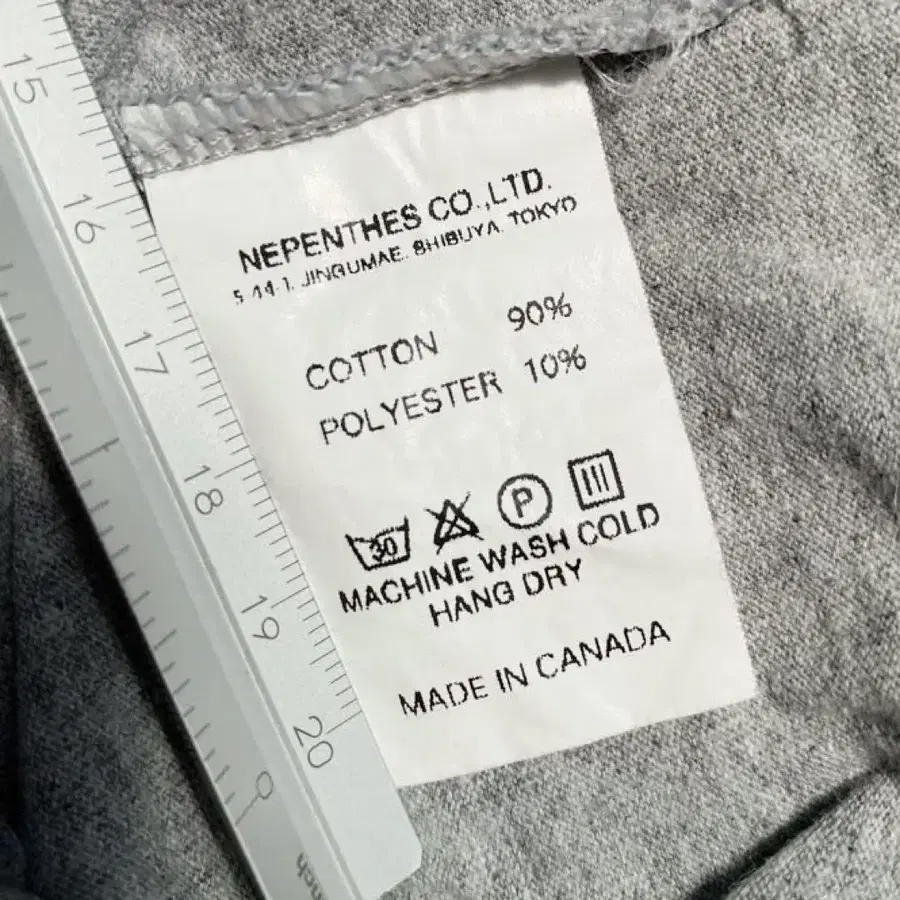 NEPENTHES CO.,LTD.
5-44-1, JINGUMAE, SHIBUYA, TOKYO
COTTON 90%
POLYESTER 10%
30
P
MACHINE WASH COLD
HANG DRY
MADE IN CANADA
15
16
17
18
19
20
0